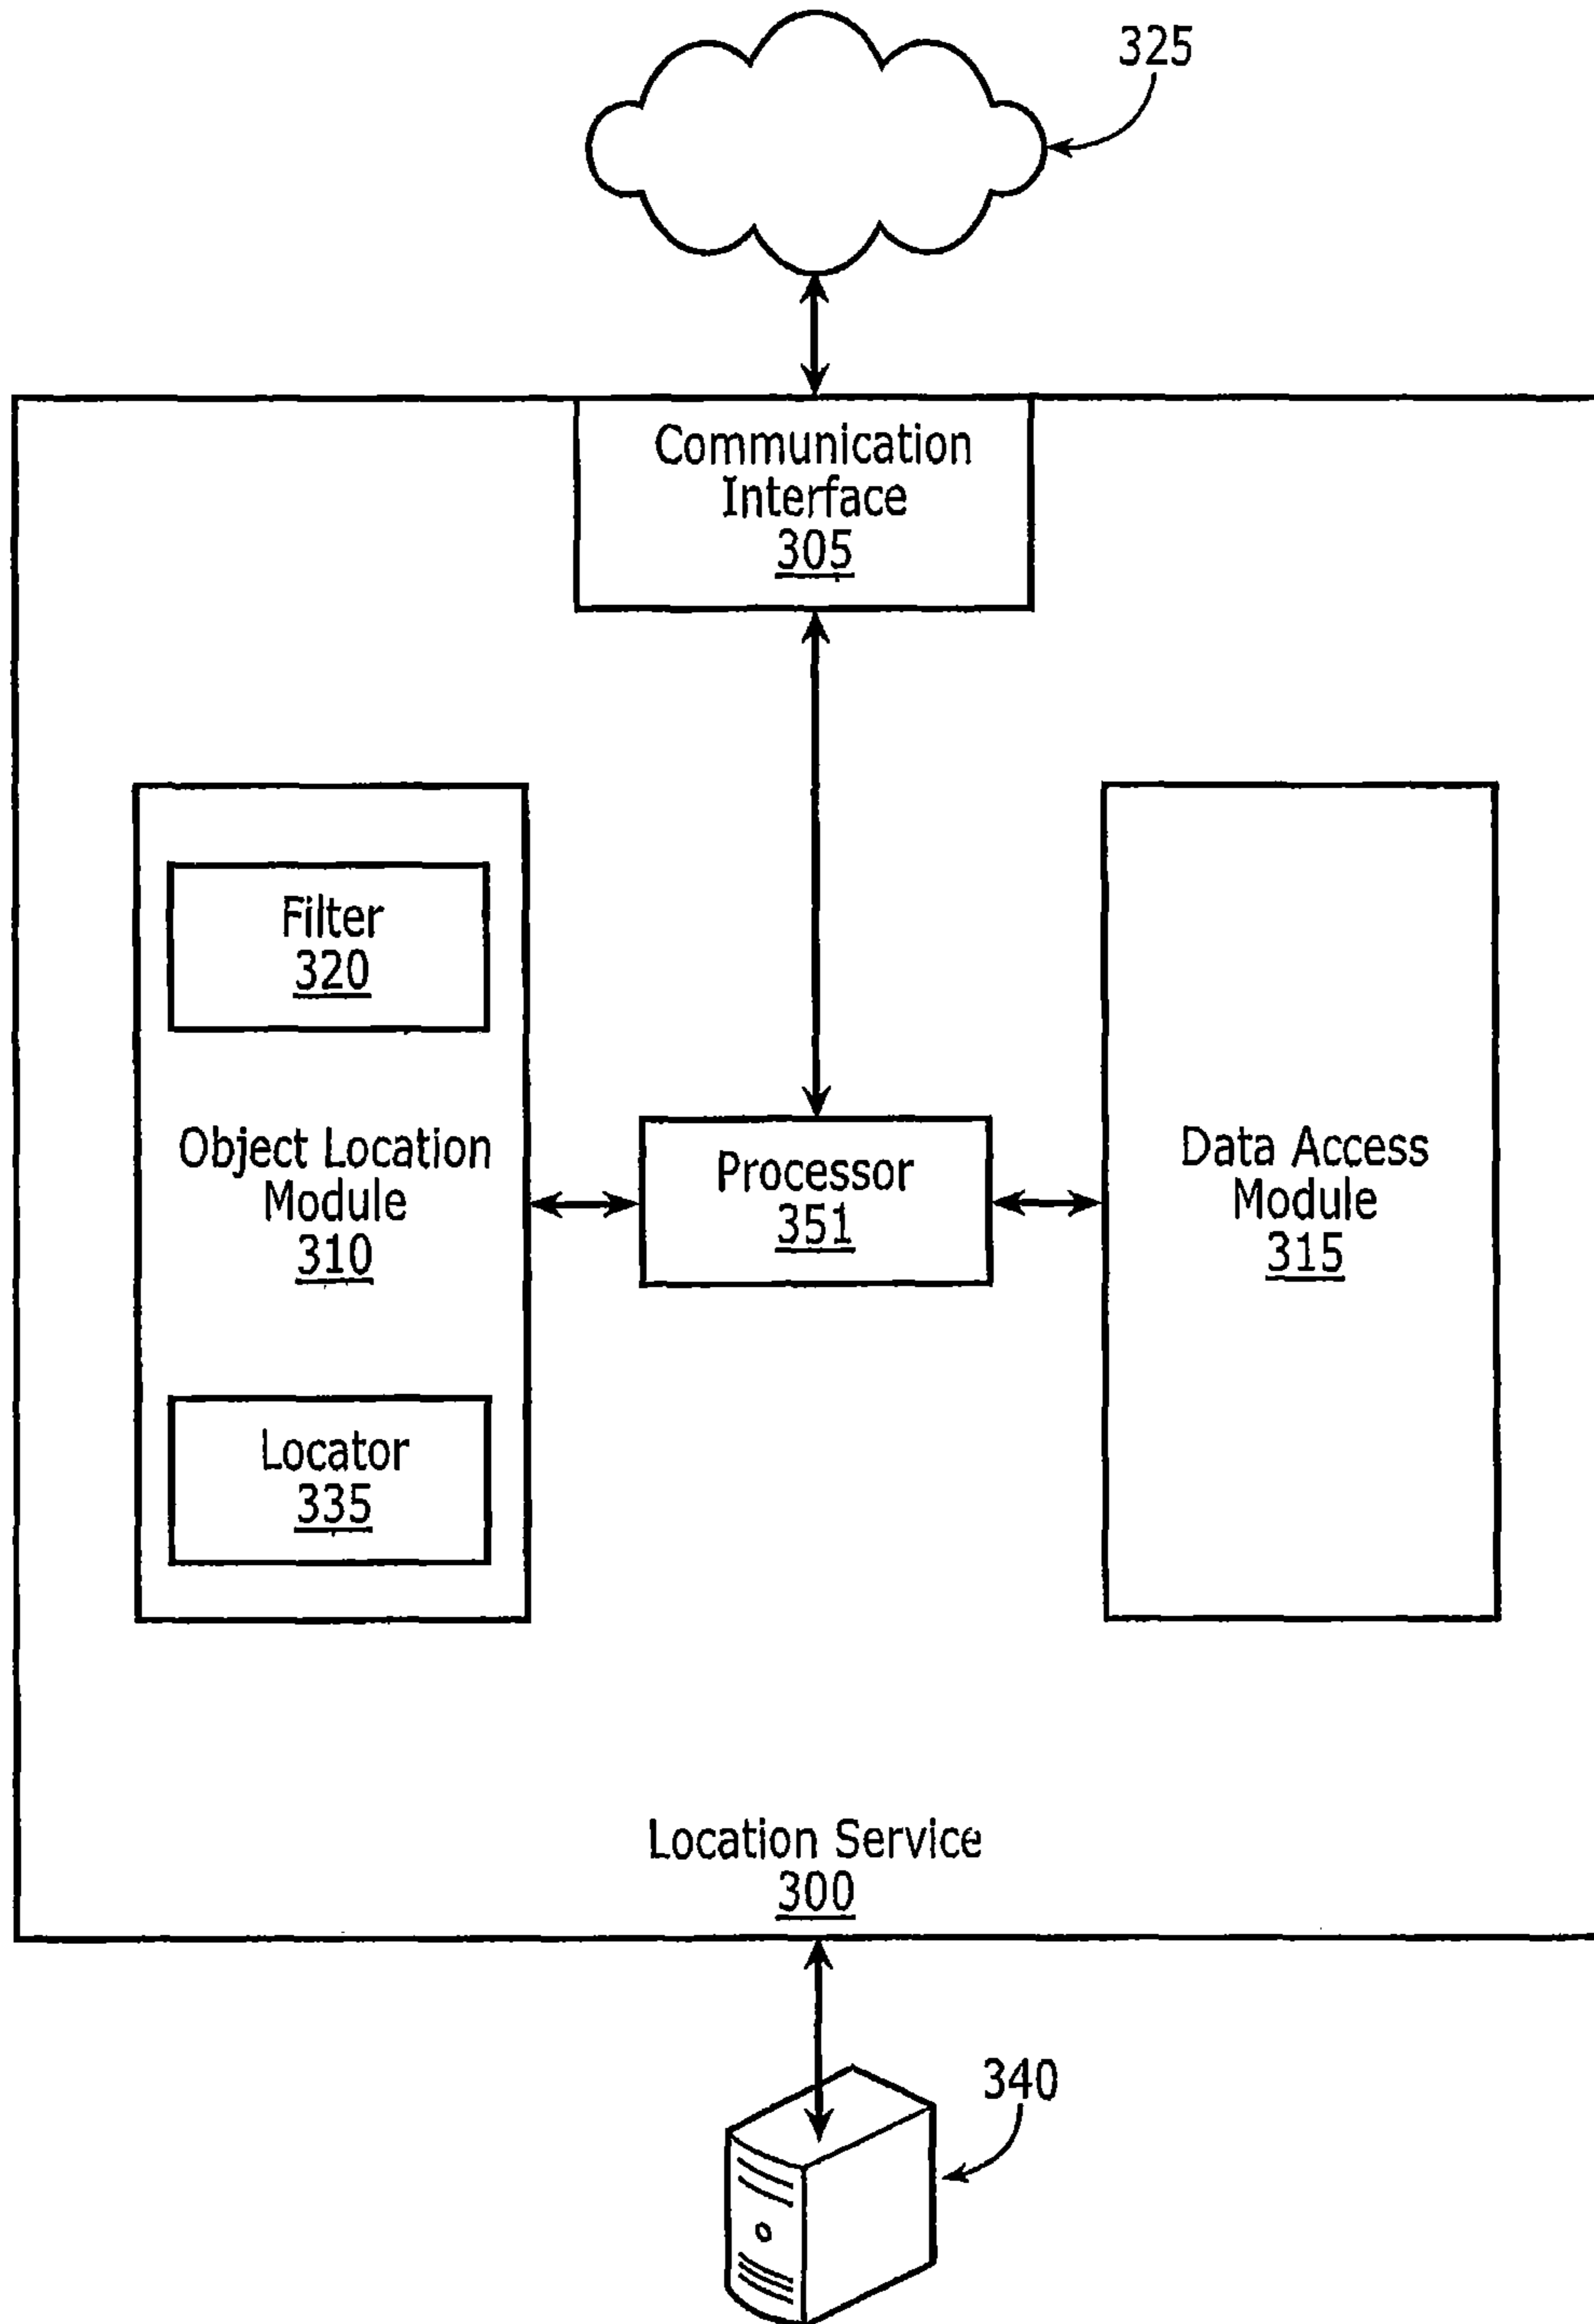 325
Communication
Interface
305
Filter
320
Object Location
Module
310
Processor
351
Data Access
Module
315
Locator
335
Location Service
300
340